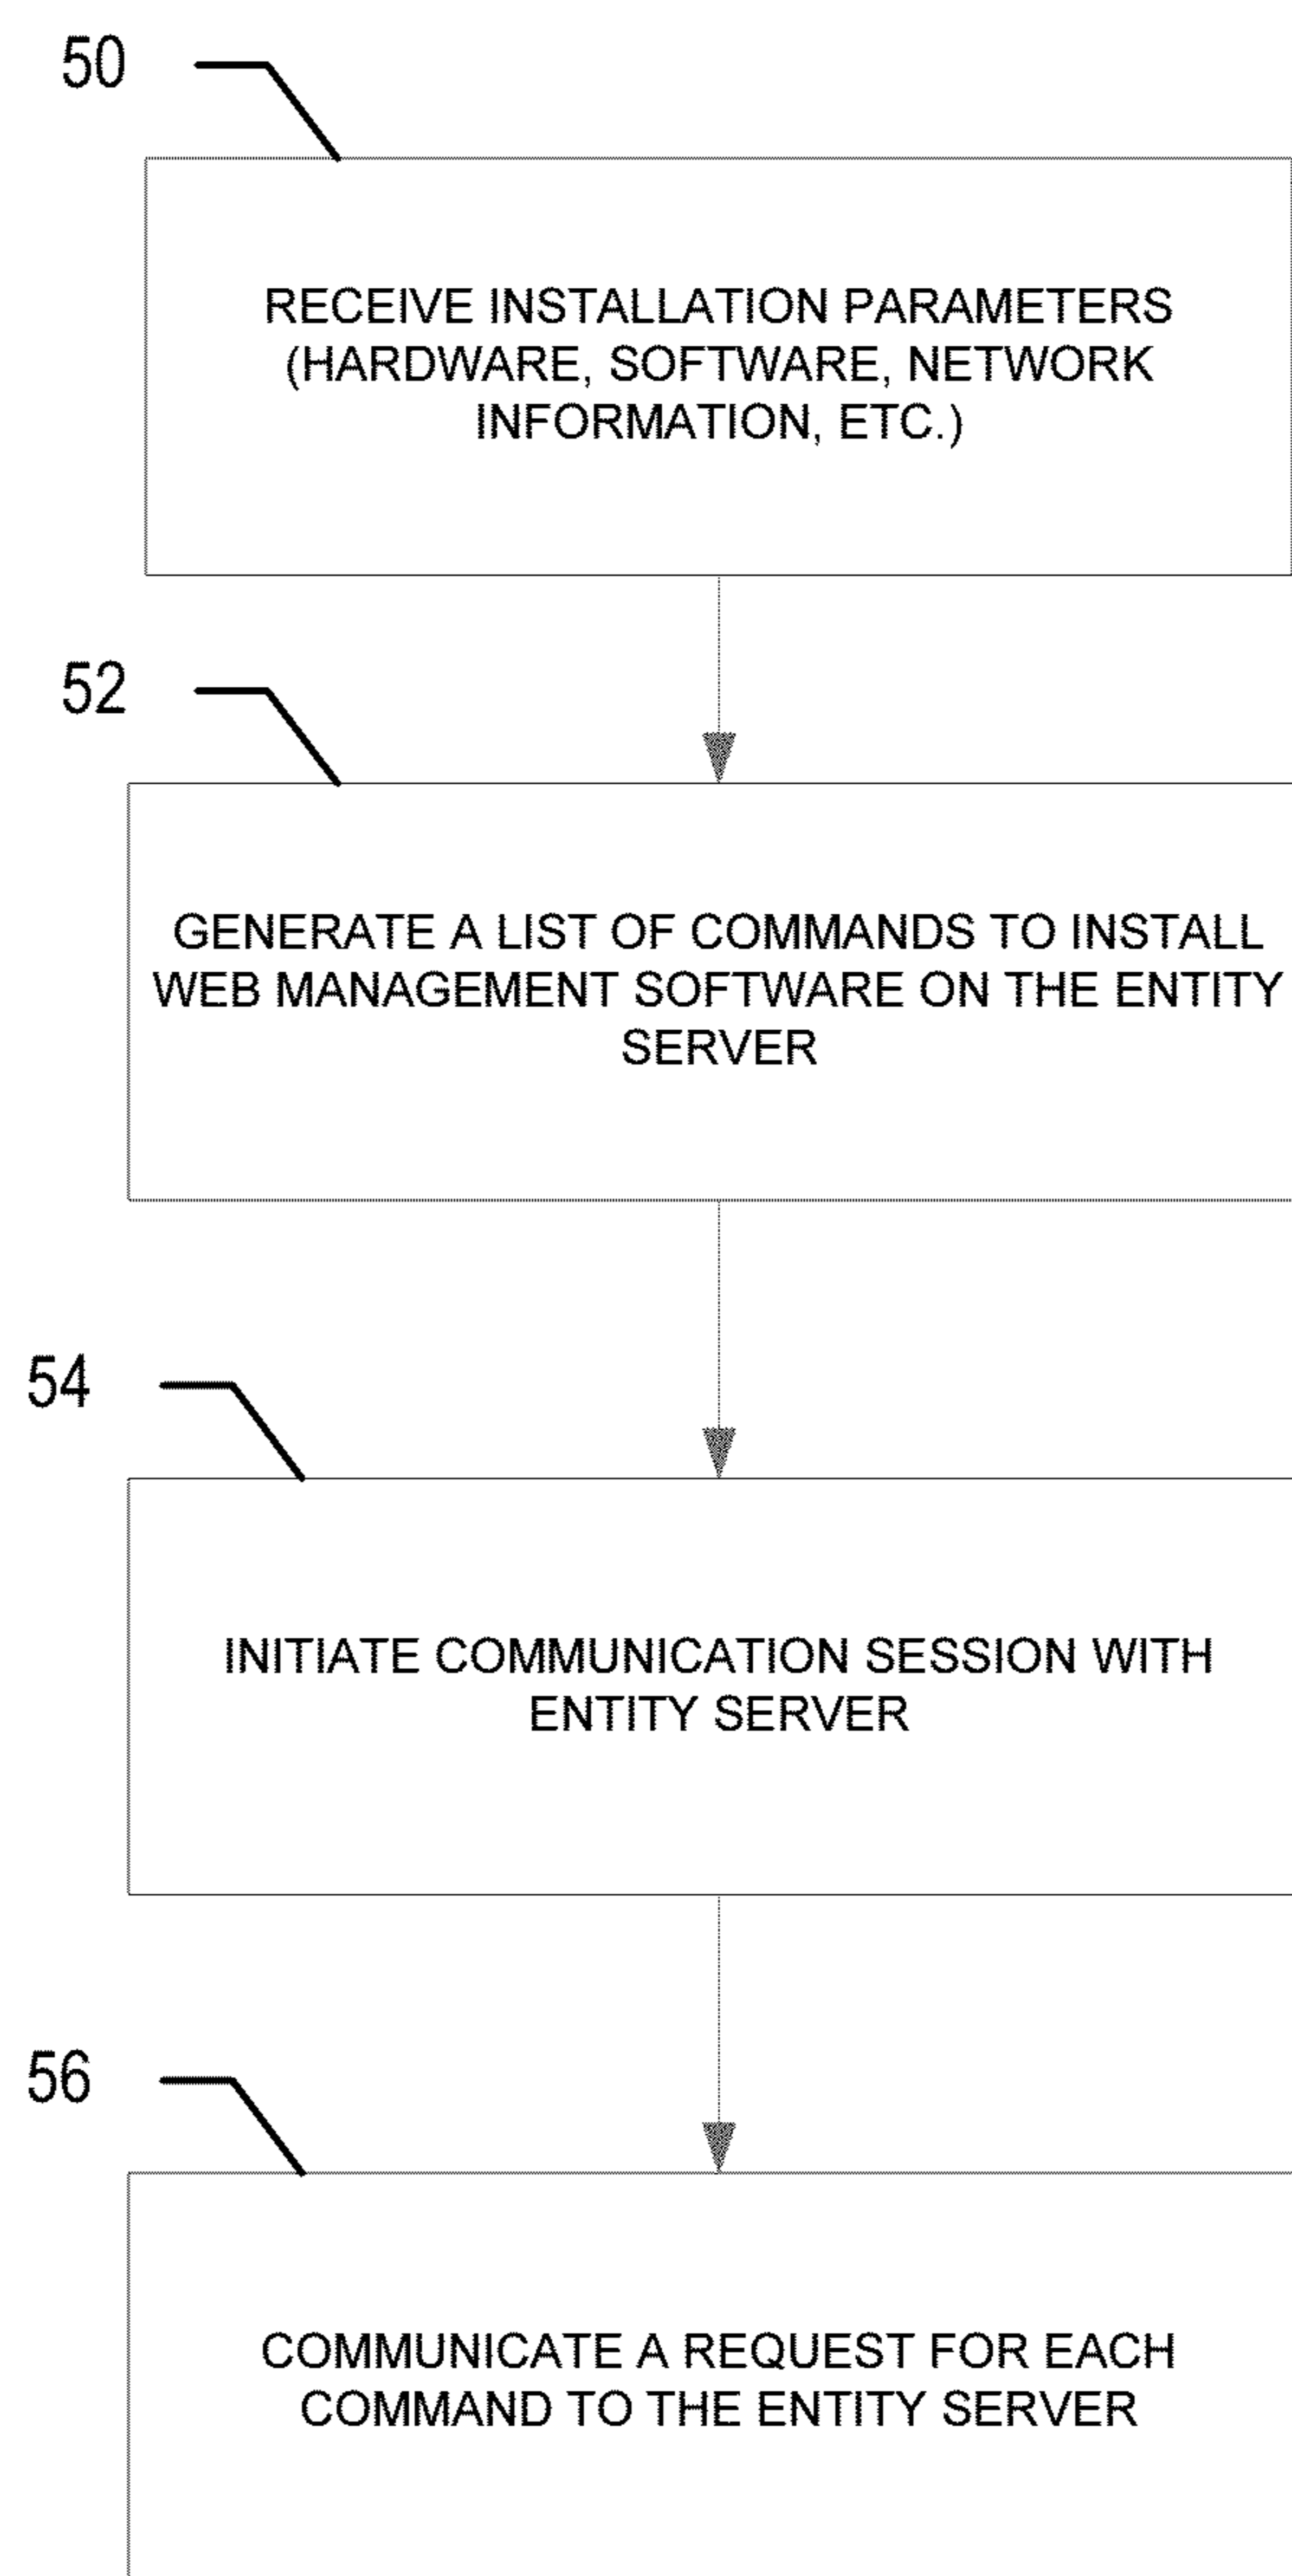 50
RECEIVE INSTALLATION PARAMETERS
(HARDWARE, SOFTWARE, NETWORK
INFORMATION, ETC.)
52
GENERATE A LIST OF COMMANDS TO INSTALL
WEB MANAGEMENT SOFTWARE ON THE ENTITY
SERVER
54
INITIATE COMMUNICATION SESSION WITH
ENTITY SERVER
56
COMMUNICATE A REQUEST FOR EACH
COMMAND TO THE ENTITY SERVER